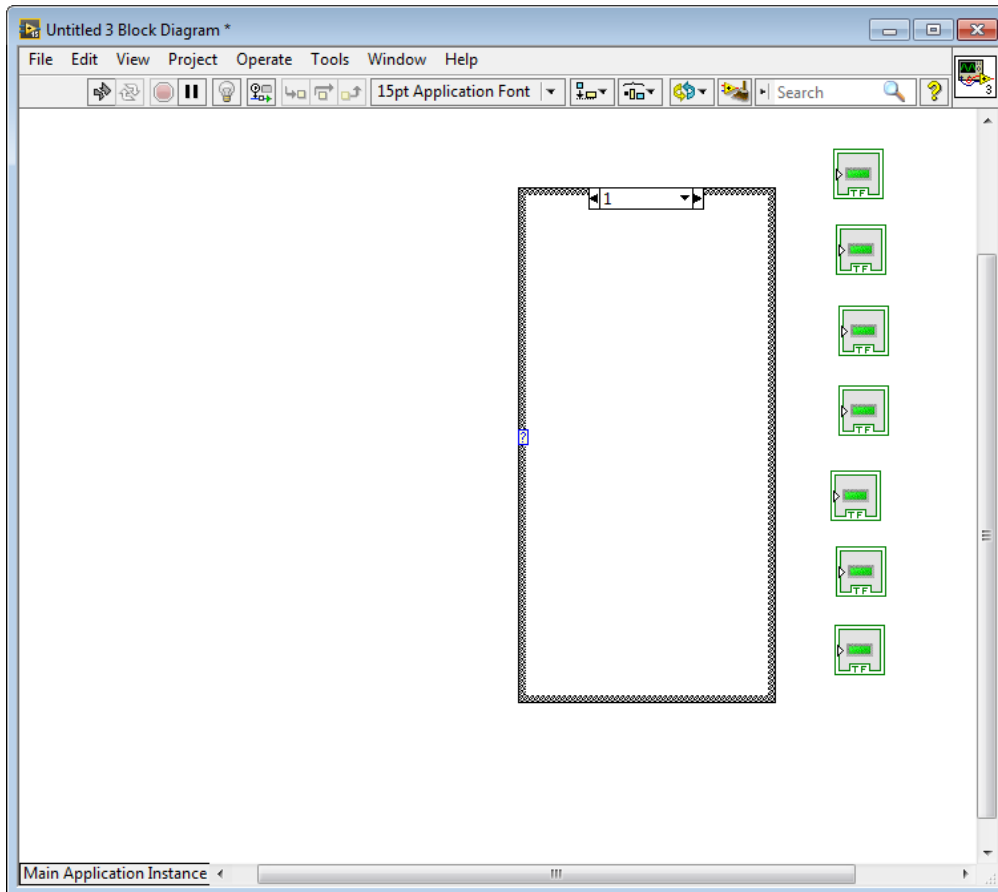 Untitled 3 Block Diagram *
File Edit View Project Operate Tools Window Help
15pt Application Font
Search
?
3
1
?
TF
TF
TF
TF
TF
TF
TF
Main Application Instance